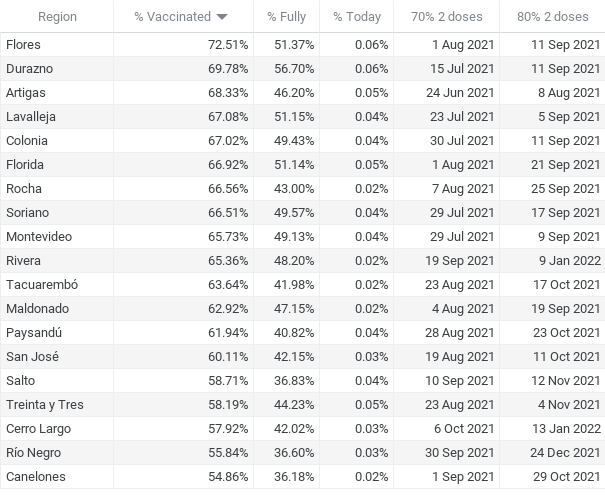 Region % Vaccinated % Fully % Today 70% 2 doses 80% 2 doses
Flores 72.51% 51.37% 0.06% 1 Aug 2021 11 Sep 2021
Durazno 69.78% 56.70% 0.06% 15 Jul 2021 11 Sep 2021
Artigas 68.33% 46.20% 0.05% 24 Jun 2021 8 Aug 2021
Lavalleja 67.08% 51.15% 0.04% 23 Jul 2021 5 Sep 2021
Colonia 67.02% 49.43% 0.04% 30 Jul 2021 11 Sep 2021
Florida 66.92% 51.14% 0.05% 1 Aug 2021 21 Sep 2021
Rocha 66.56% 43.00% 0.02% 7 Aug 2021 25 Sep 2021
Soriano 66.51% 49.57% 0.04% 29 Jul 2021 17 Sep 2021
Montevideo 65.73% 49.13% 0.04% 29 Jul 2021 9 Sep 2021
Rivera 65.36% 48.20% 0.02% 19 Sep 2021 9 Jan 2022
Tacuarembó 63.64% 41.98% 0.02% 23 Aug 2021 17 Oct 2021
Maldonado 62.92% 47.15% 0.02% 4 Aug 2021 19 Sep 2021
Paysandú 61.94% 40.82% 0.04% 28 Aug 2021 23 Oct 2021
San José 60.11% 42.15% 0.03% 19 Aug 2021 11 Oct 2021
Salto 58.71% 36.83% 0.04% 10 Sep 2021 12 Nov 2021
Treinta y Tres 58.19% 44.23% 0.05% 23 Aug 2021 4 Nov 2021
Cerro Largo 57.92% 42.02% 0.03% 6 Oct 2021 13 Jan 2022
Río Negro 55.84% 36.60% 0.03% 30 Sep 2021 24 Dec 2021
Canelones 54.86% 36.18% 0.02% 1 Sep 2021 29 Oct 2021